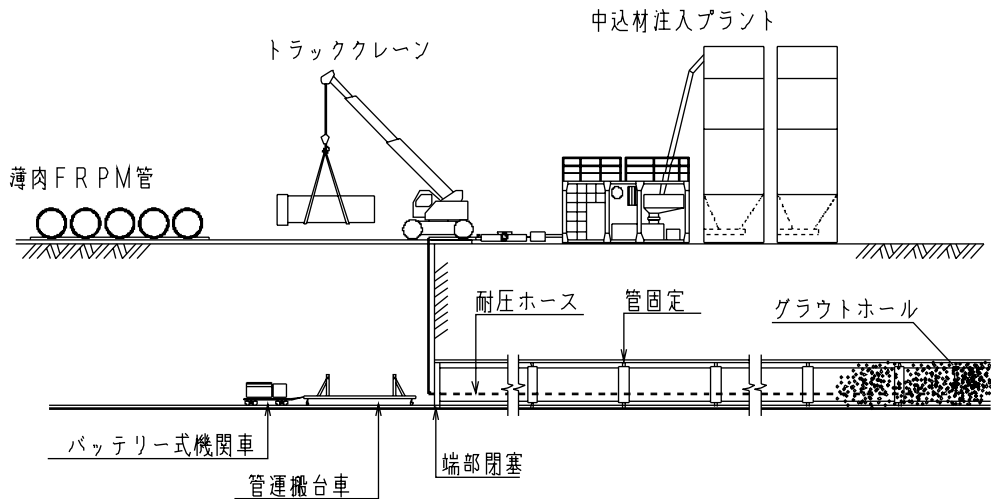 中込材注入プラント
トラッククレーン
薄肉FRPM管
耐圧ホース
管固定
グラウトホール
バッテリー式機関車
端部閉塞
管運搬台車